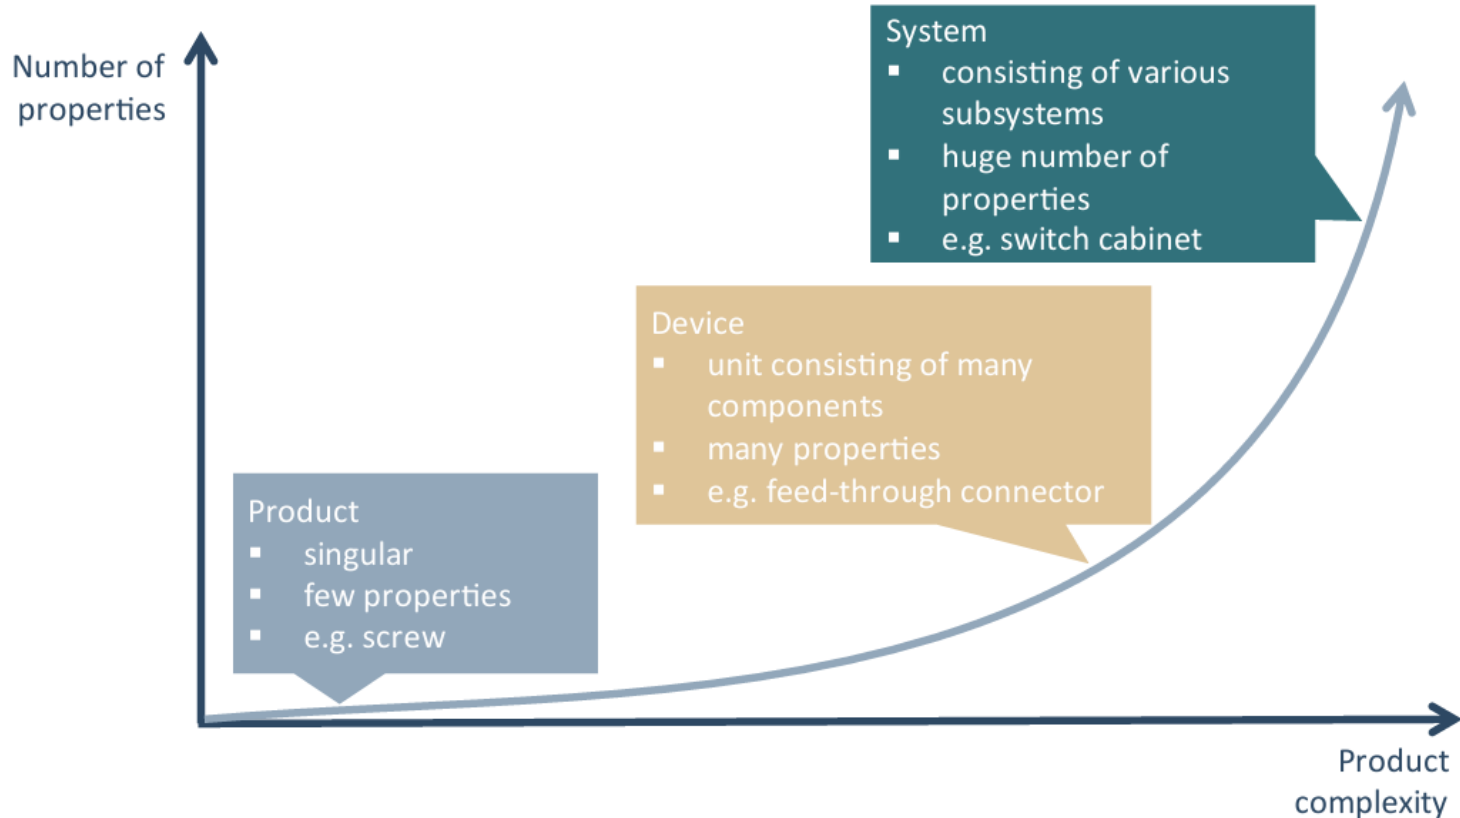 Number of
properties
System
▪ consisting of various
subsystems
▪ huge number of
properties
▪ e.g. switch cabinet
Device
▪ unit consisting of many
components
▪ many properties
▪ e.g. feed-through connector
Product
▪ singular
▪ few properties
▪ e.g. screw
Product
complexity